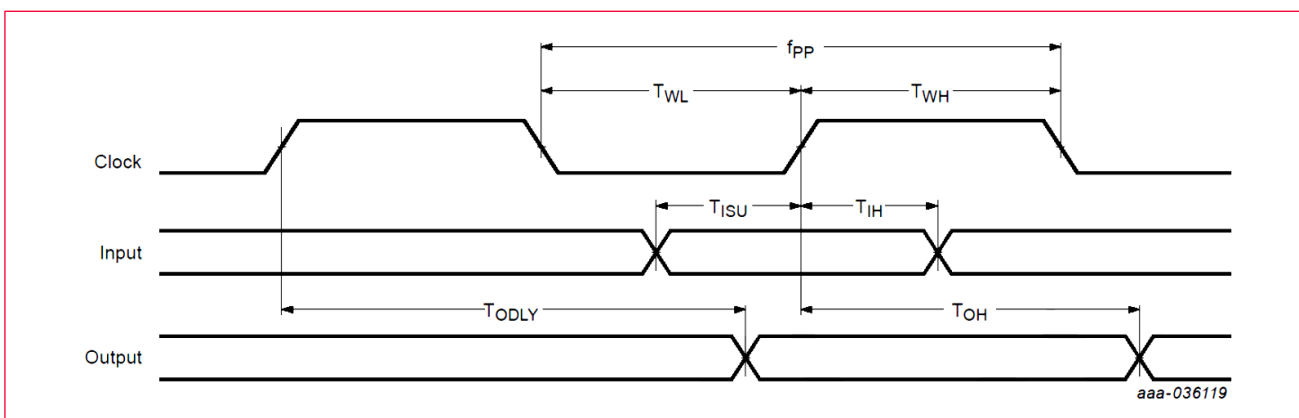 fPP
TWL TWH
Clock
TISU TIH
Input
TODLY TOH
Output
aaa-036119